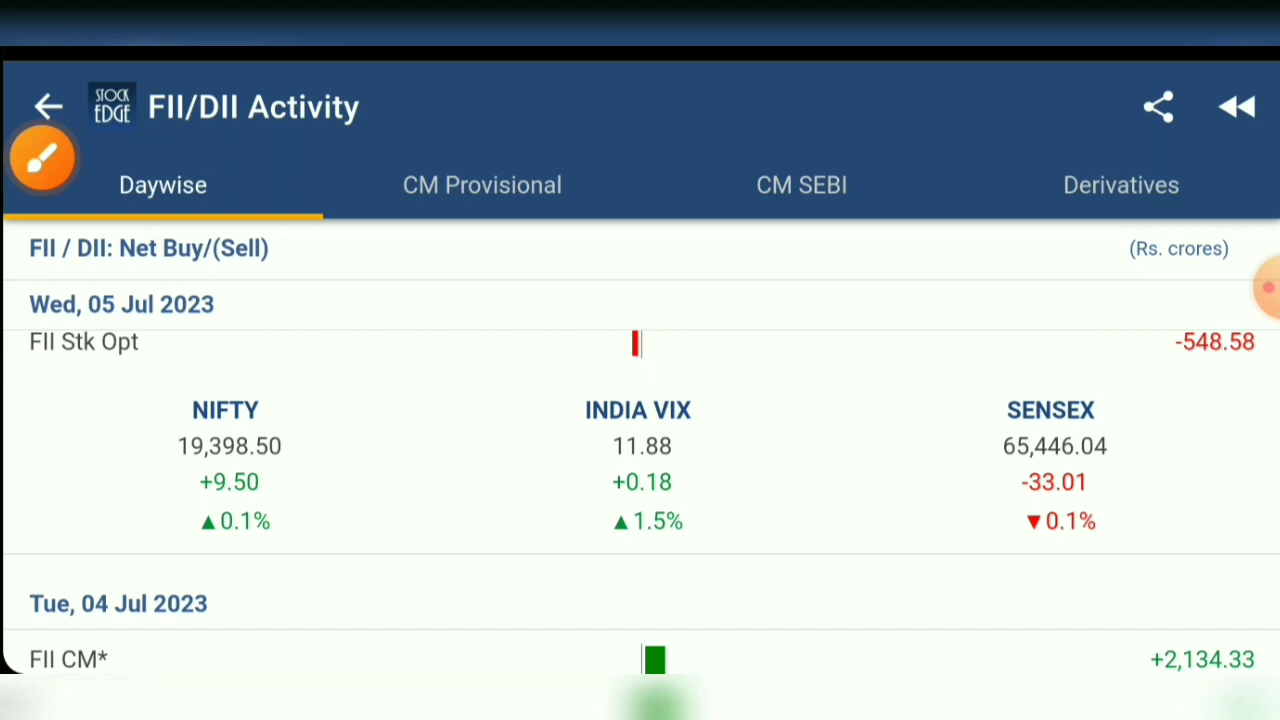 STOCK EDGE FII/DII Activity
Daywise CM Provisional CM SEBI Derivatives
FII / DII: Net Buy/(Sell) (Rs. crores)
Wed, 05 Jul 2023
FII Stk Opt -548.58
NIFTY INDIA VIX SENSEX
19,398.50 11.88 65,446.04
+9.50 +0.18 -33.01
▲0.1% ▲1.5% ▼0.1%
Tue, 04 Jul 2023
FII CM* +2,134.33